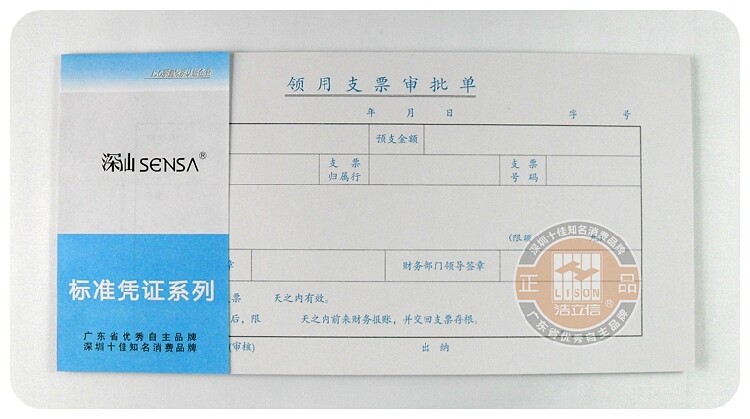 深山 SENSA®
标准凭证系列
广东省优秀自主品牌
深圳十佳知名消费品牌
领用支票审批单
年 月 日 字 号
预支金额
支票归属行
支票号码
(限额
章 财务部门领导签章
票 天之内有效。
后，限 天之内前来财务报账，并交回支票存根。
(审核) 出纳
深圳十佳知名消费品牌
正 品
LISON
浩立信®
广东省优秀自主品牌